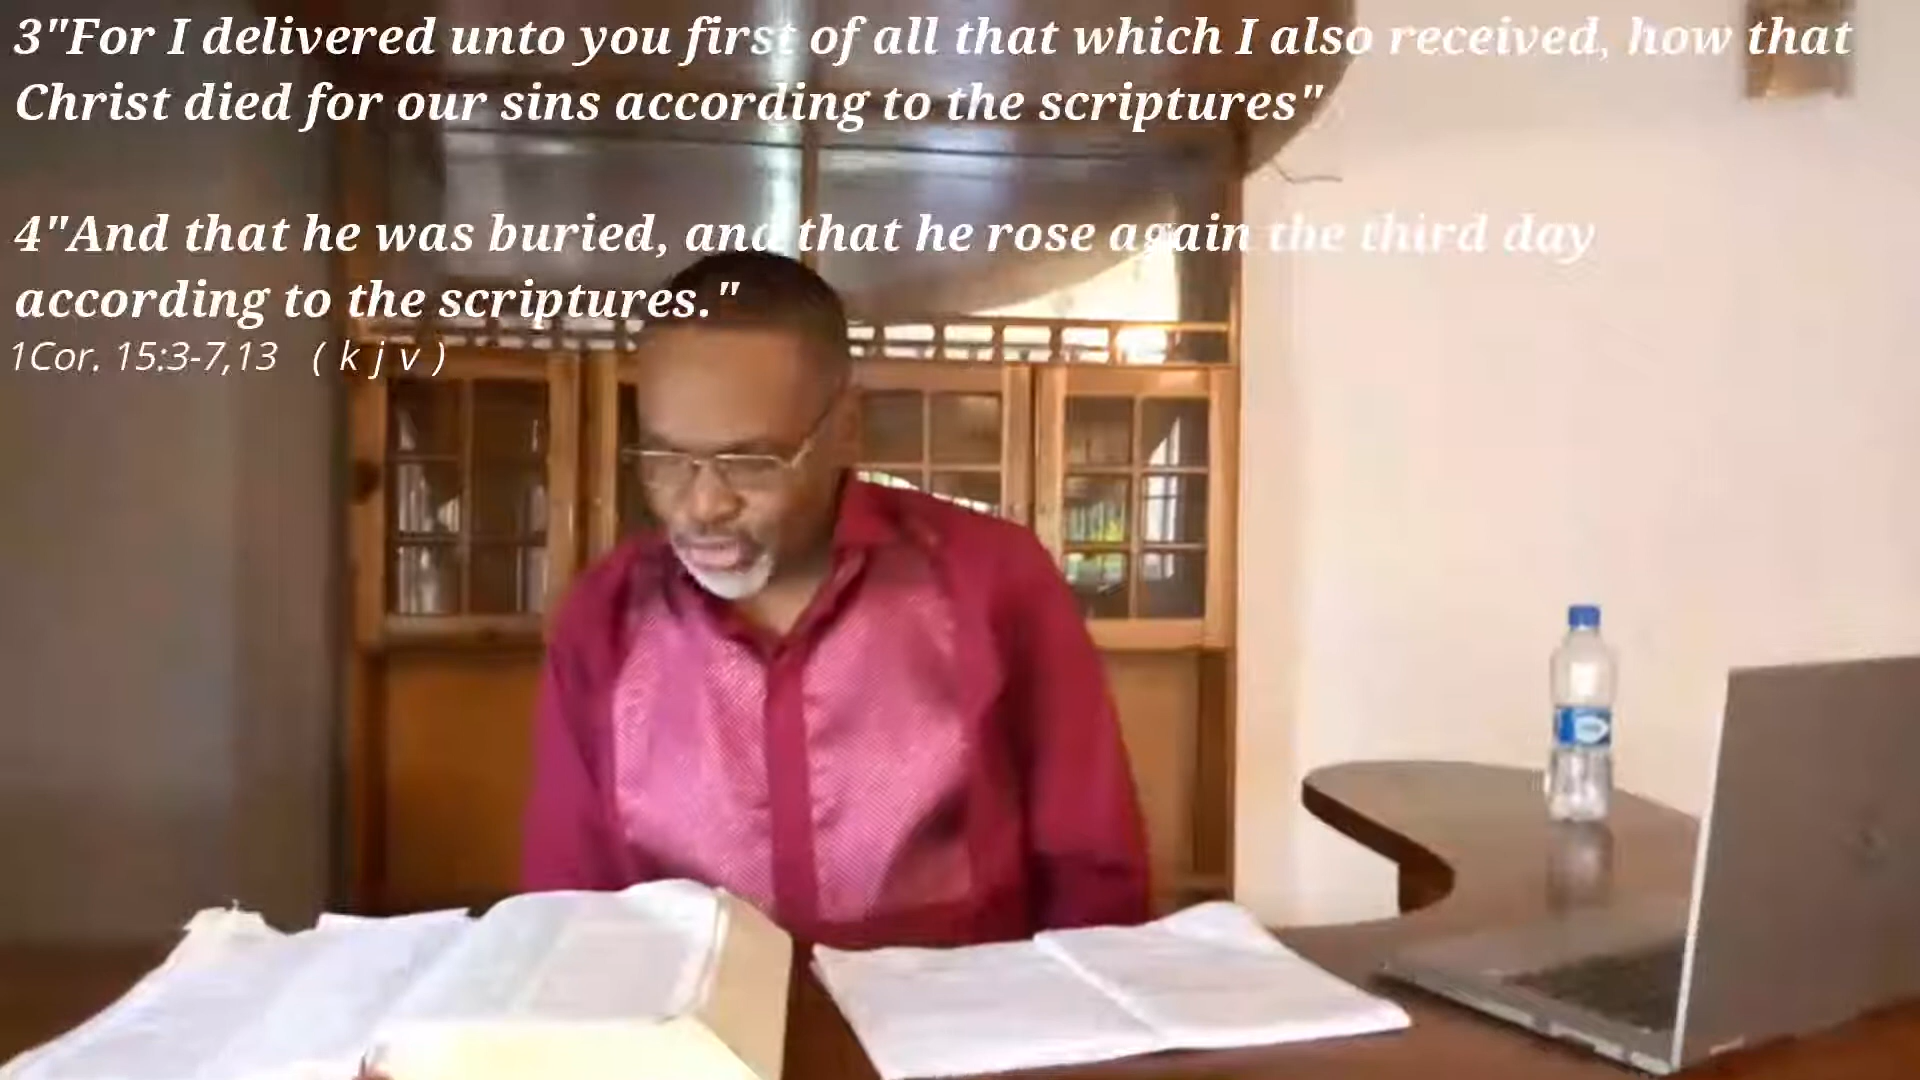 3"For I delivered unto you first of all that which I also received, how that
Christ died for our sins according to the scriptures"
4"And that he was buried, and that he rose again the third day
according to the scriptures."
1Cor. 15:3-7,13 ( k j v )